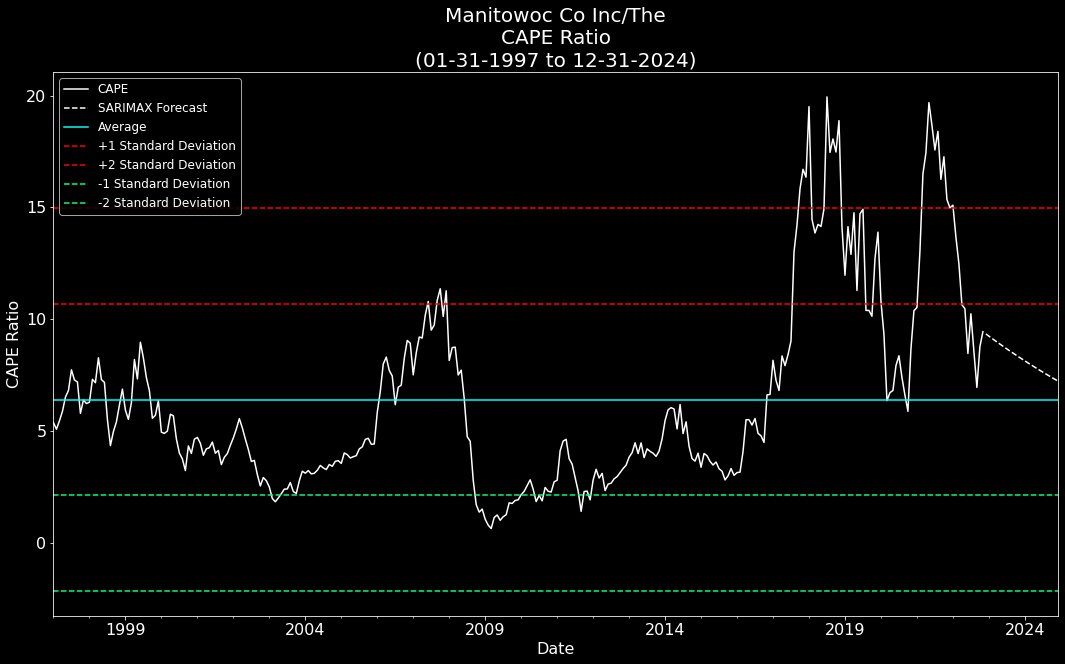 Manitowoc Co Inc/The
CAPE Ratio
(01-31-1997 to 12-31-2024)
CAPE
SARIMAX Forecast
Average
+1 Standard Deviation
+2 Standard Deviation
-1 Standard Deviation
-2 Standard Deviation
20
15
10
5
0
CAPE Ratio
1999
2004
2009
2014
2019
2024
Date